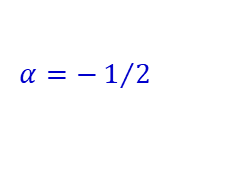 α = − 1/2